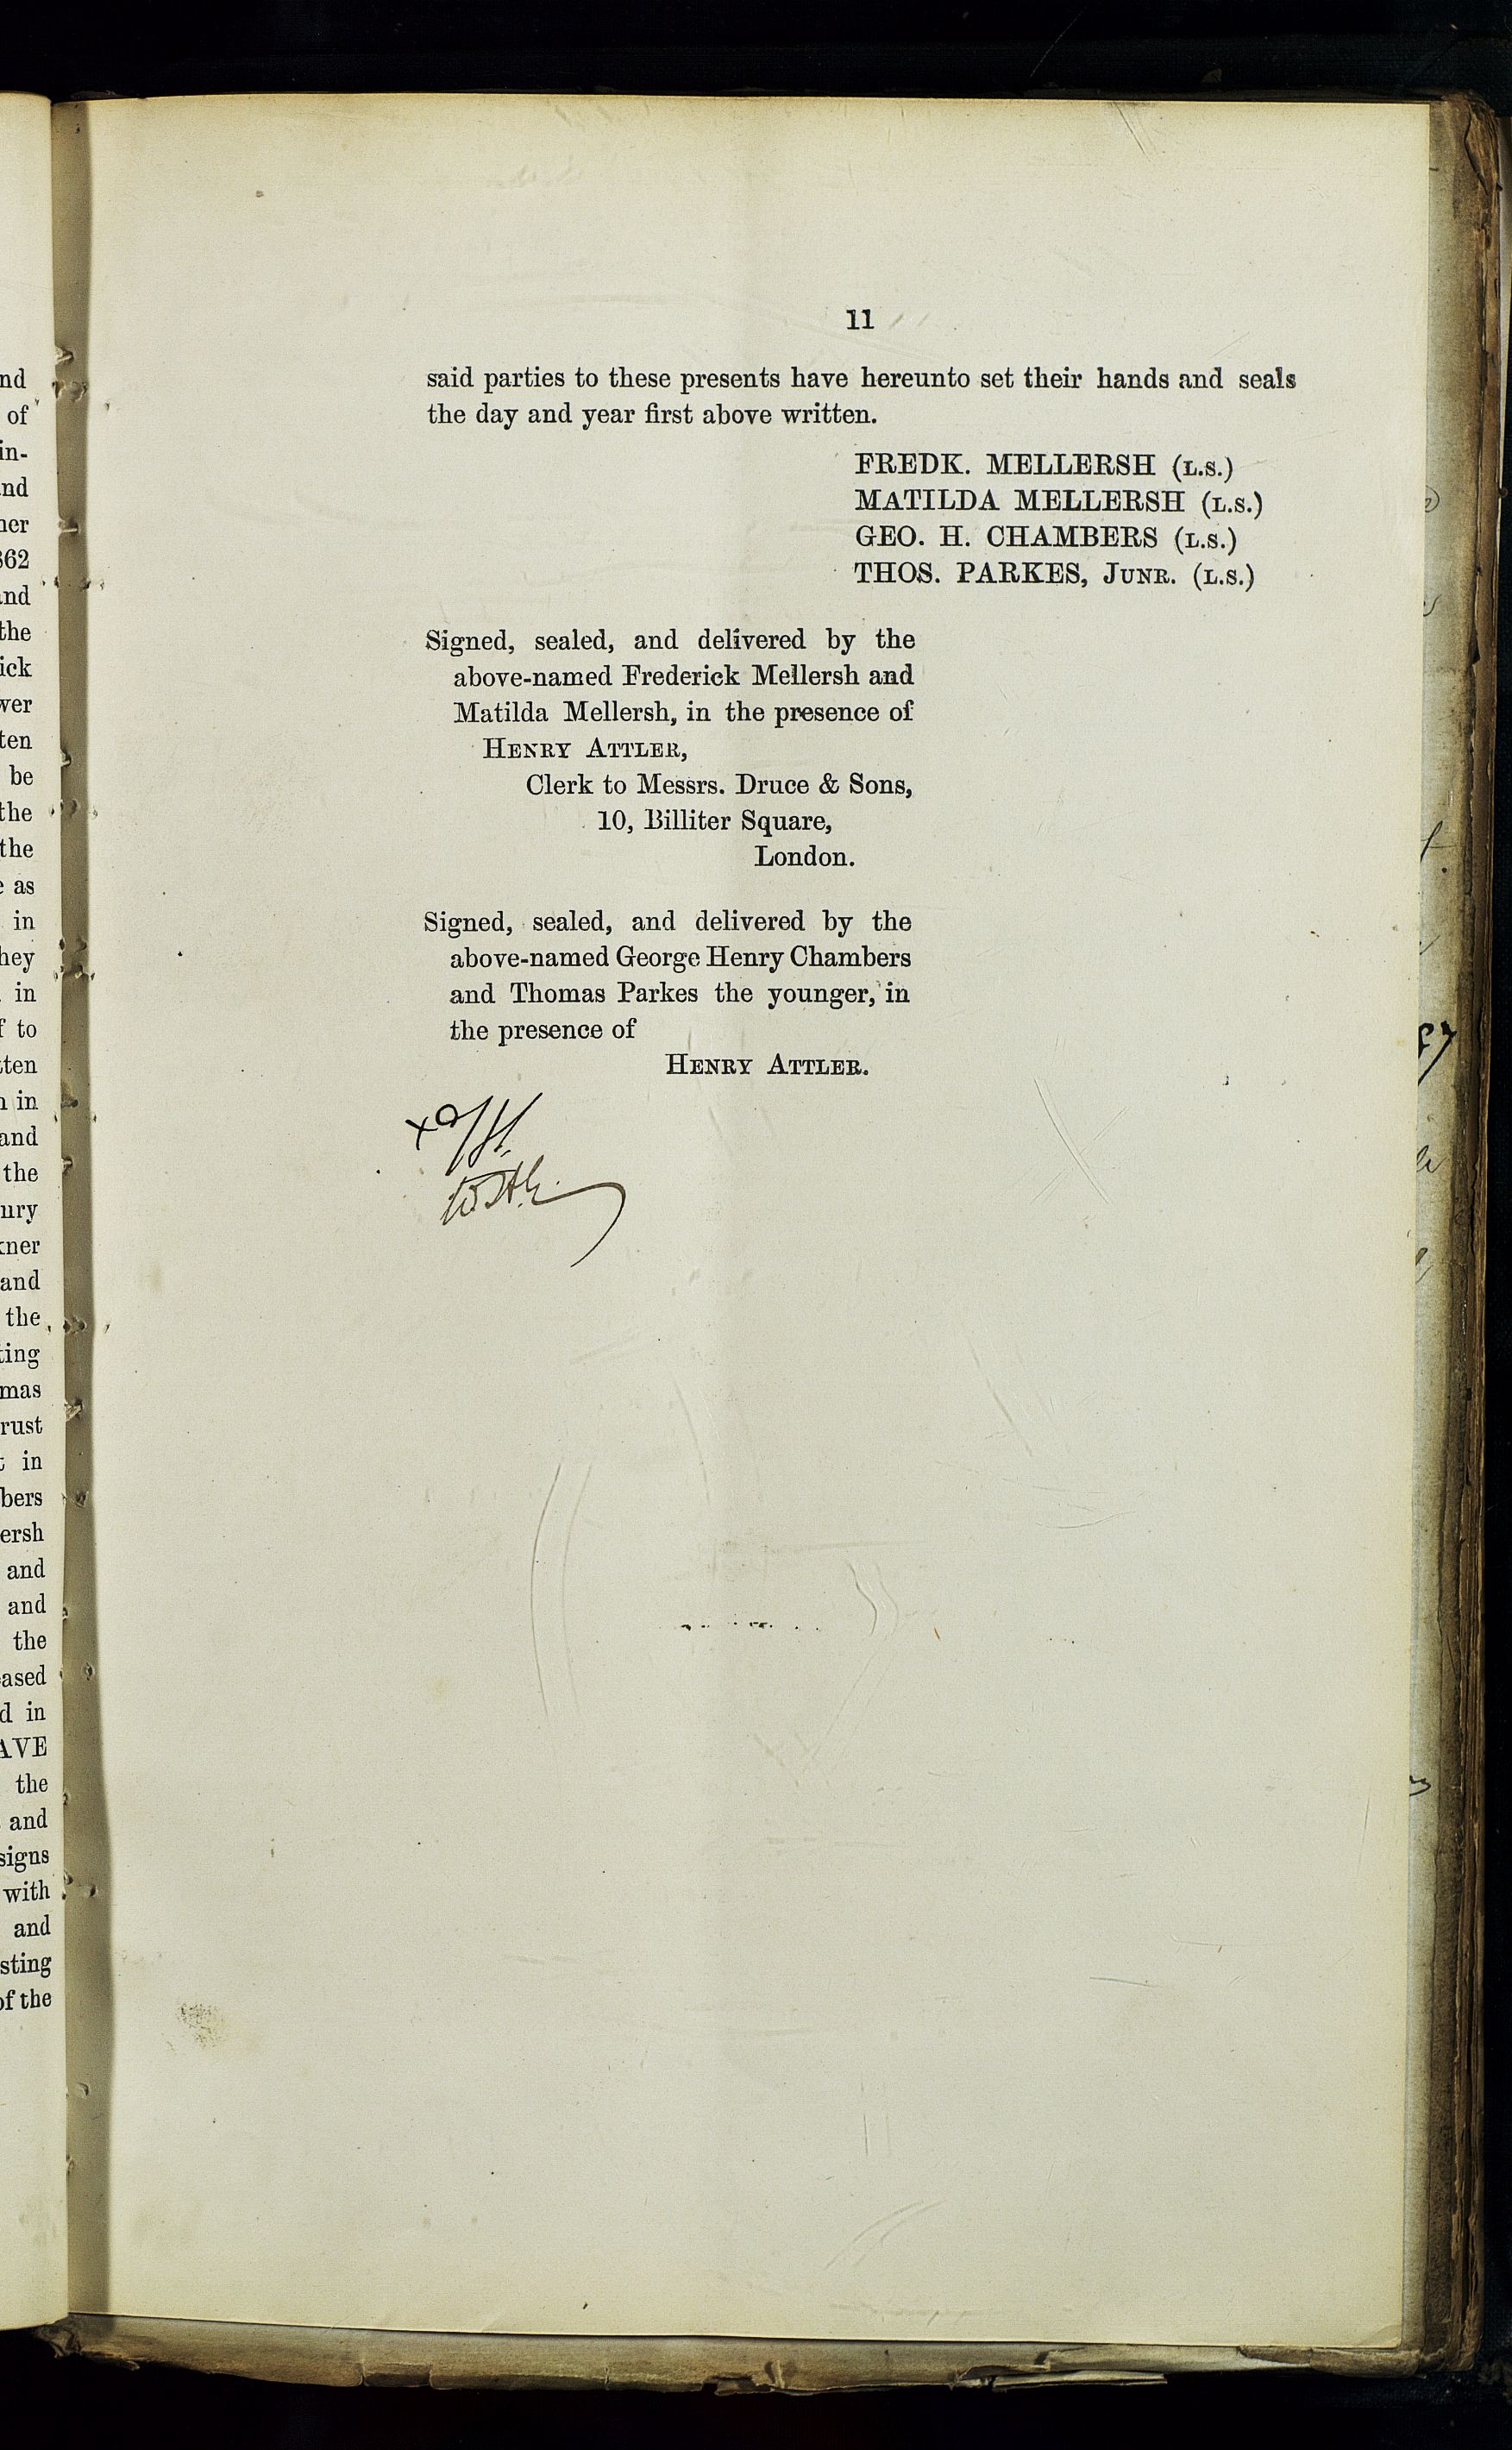 11
said parties to these presents have hereunto set their hands and seals
the day and year first above written.
FREDK. MELLERSH (L.S.)
MATILDA MELLERSH (L.S.)
GEO. H. CHAMBERS (L.S.)
THOS. PARKES, JUNR. (L.S.)
Signed, sealed, and delivered by the
above-named Frederick Mellersh and
Matilda Mellersh, in the presence of
HENRY ATTLER,
Clerk to Messrs. Druce & Sons,
10, Billiter Square,
London.
Signed, sealed, and delivered by the
above-named George Henry Chambers
and Thomas Parkes the younger, in
the presence of
HENRY ATTLER.